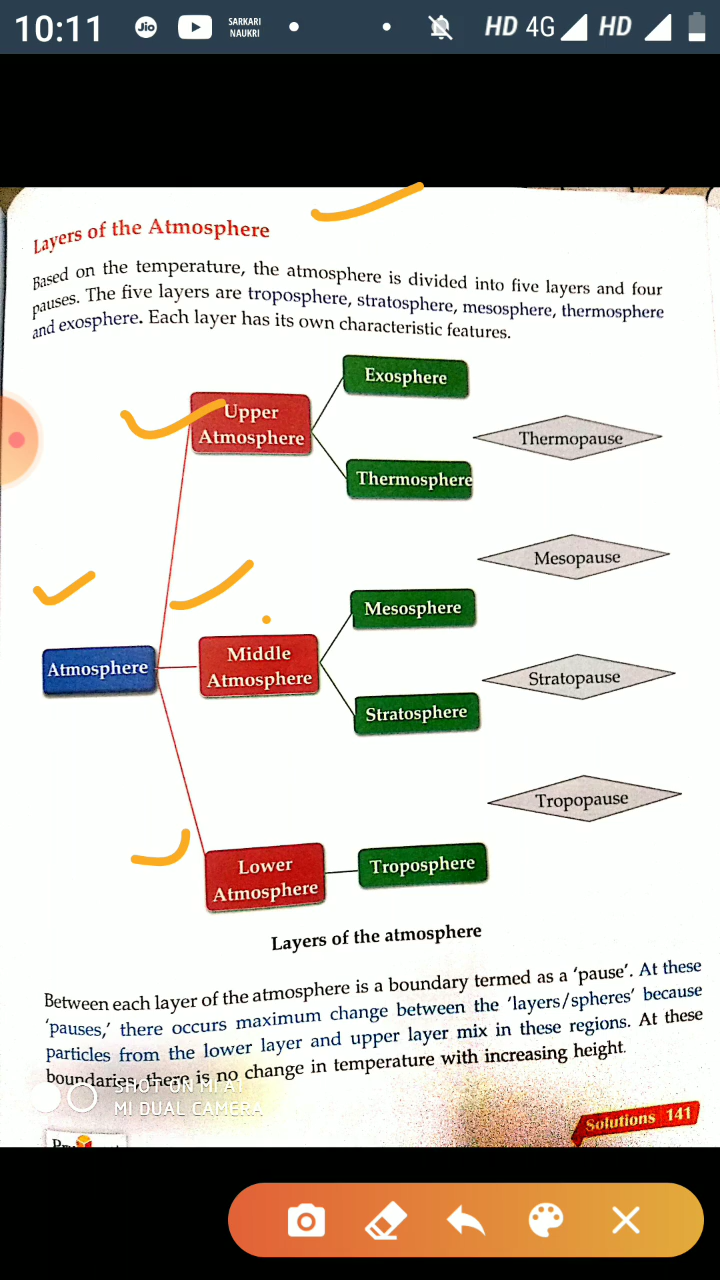 10:11
Jio
SARKARI
NAUKRI
HD 4G HD
Layers of the Atmosphere
Based on the temperature, the atmosphere is divided into five layers and four
pauses. The five layers are troposphere, stratosphere, mesosphere, thermosphere
and exosphere. Each layer has its own characteristic features.
Exosphere
Upper
Atmosphere
Thermopause
Thermosphere
Mesopause
Mesosphere
Middle
Atmosphere
Atmosphere
Stratopause
Stratosphere
Tropopause
Lower
Atmosphere
Troposphere
Layers of the atmosphere
Between each layer of the atmosphere is a boundary termed as a ‘pause’. At these
‘pauses,’ there occurs maximum change between the ‘layers/spheres’ because
particles from the lower layer and upper layer mix in these regions. At these
boundaries, there is no change in temperature with increasing height.
SHOT ON MI A1
MI DUAL CAMERA
Solutions 141